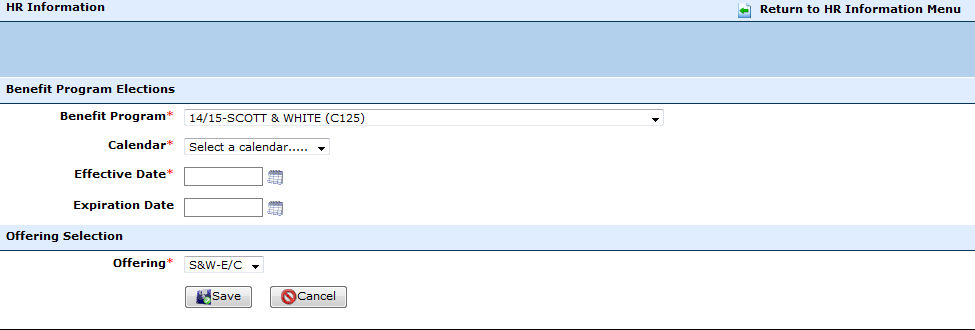 HR Information
Return to HR Information Menu
Benefit Program Elections
Benefit Program* 14/15-SCOTT & WHITE (C125)
Calendar* Select a calendar.....
Effective Date*
Expiration Date
Offering Selection
Offering* S&W-E/C
Save Cancel